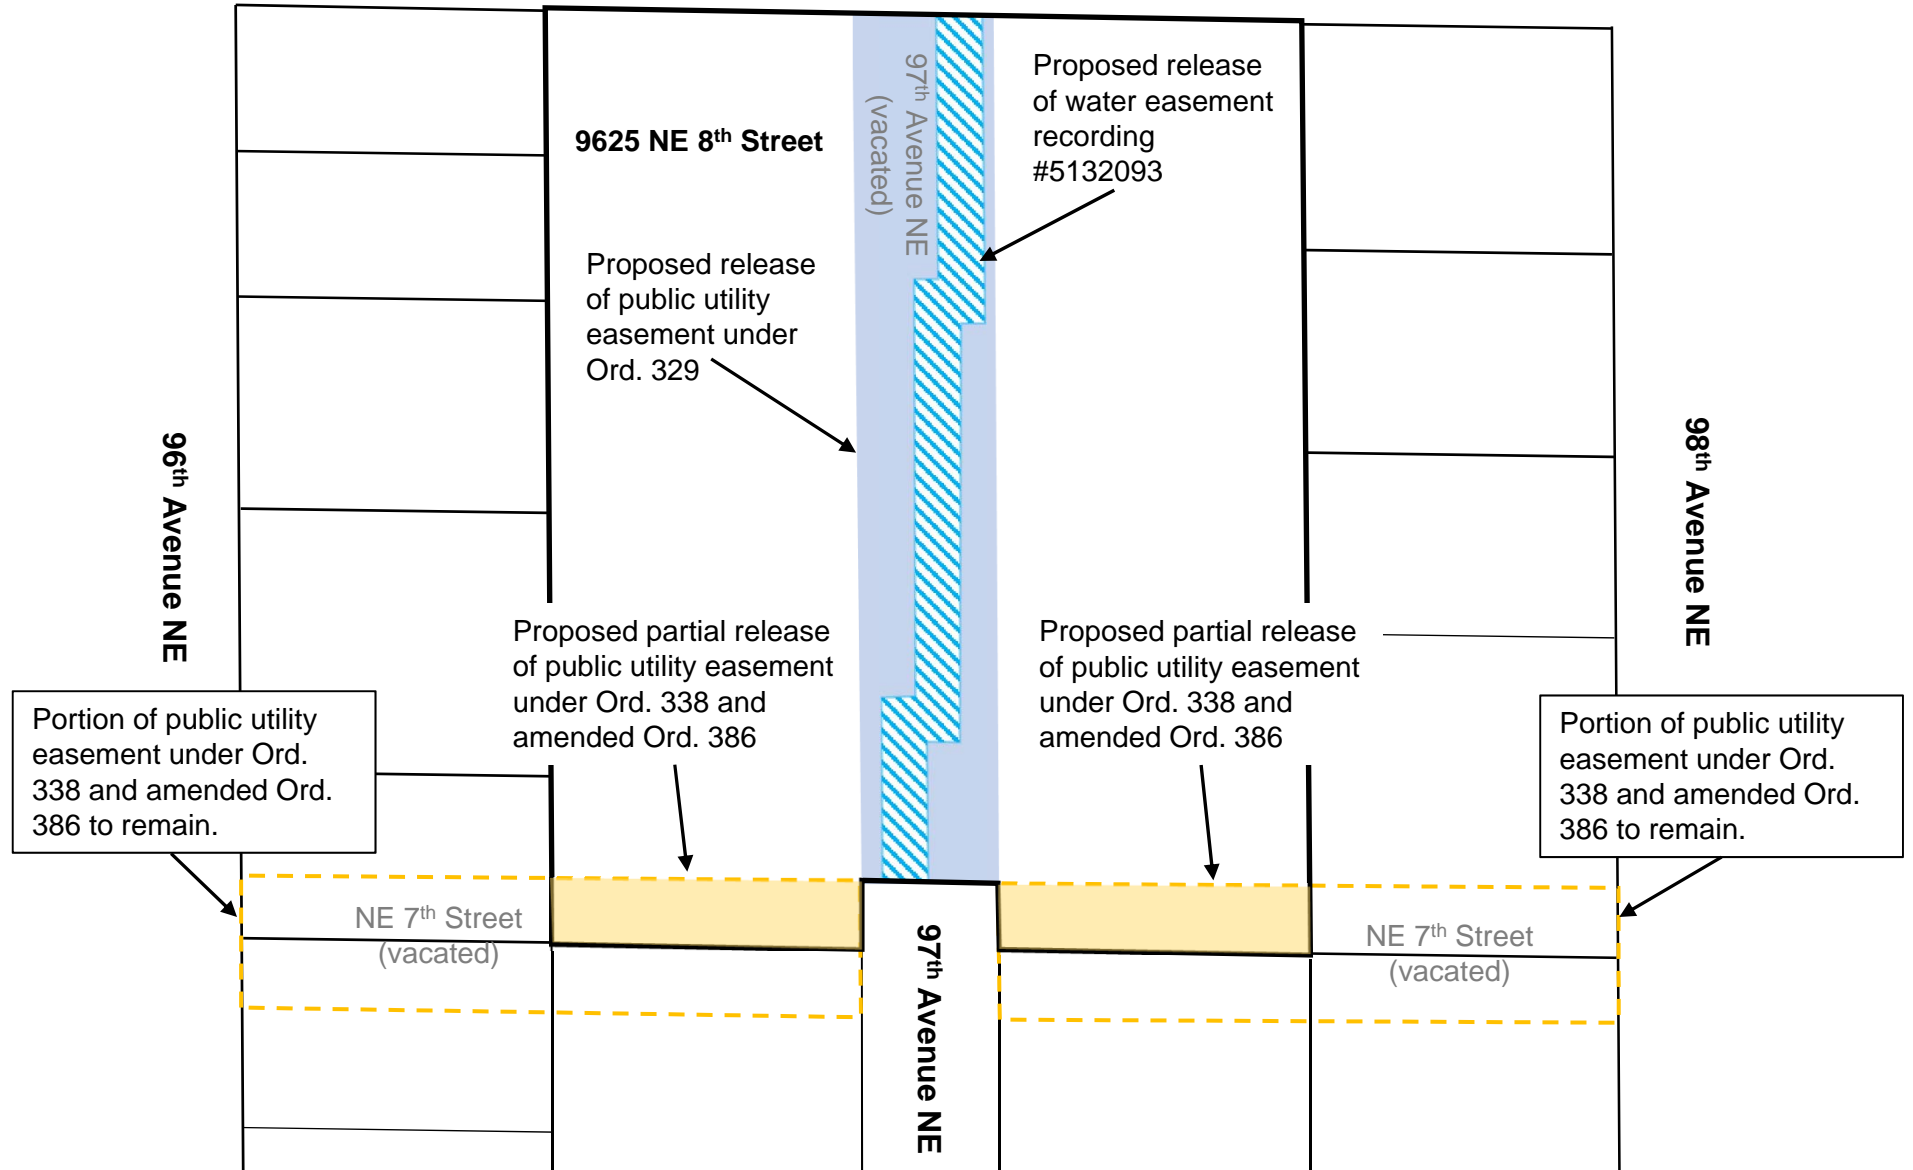 Proposed release
of water easement
recording
#5132093
97th Avenue NE
(vacated)
9625 NE 8th Street
Proposed release
of public utility
easement under
Ord. 329
96th Avenue NE
98th Avenue NE
Proposed partial release
of public utility easement
under Ord. 338 and
amended Ord. 386
Proposed partial release
of public utility easement
under Ord. 338 and
amended Ord. 386
Portion of public utility
easement under Ord.
338 and amended Ord.
386 to remain.
Portion of public utility
easement under Ord.
338 and amended Ord.
386 to remain.
NE 7th Street
(vacated)
97th Avenue NE
NE 7th Street
(vacated)